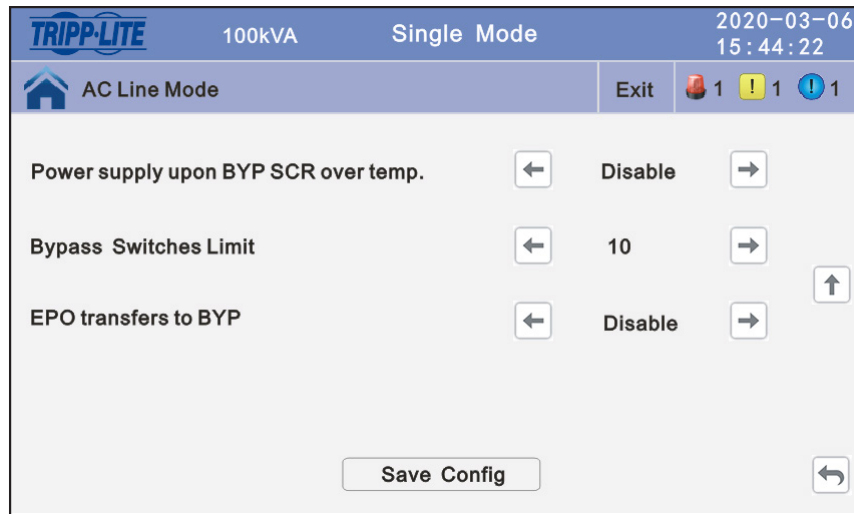 TRIPP·LITE 100kVA Single Mode 2020-03-06
15:44:22
AC Line Mode Exit 1 ! 1 ! 1
Power supply upon BYP SCR over temp. Disable
Bypass Switches Limit 10
EPO transfers to BYP Disable
Save Config